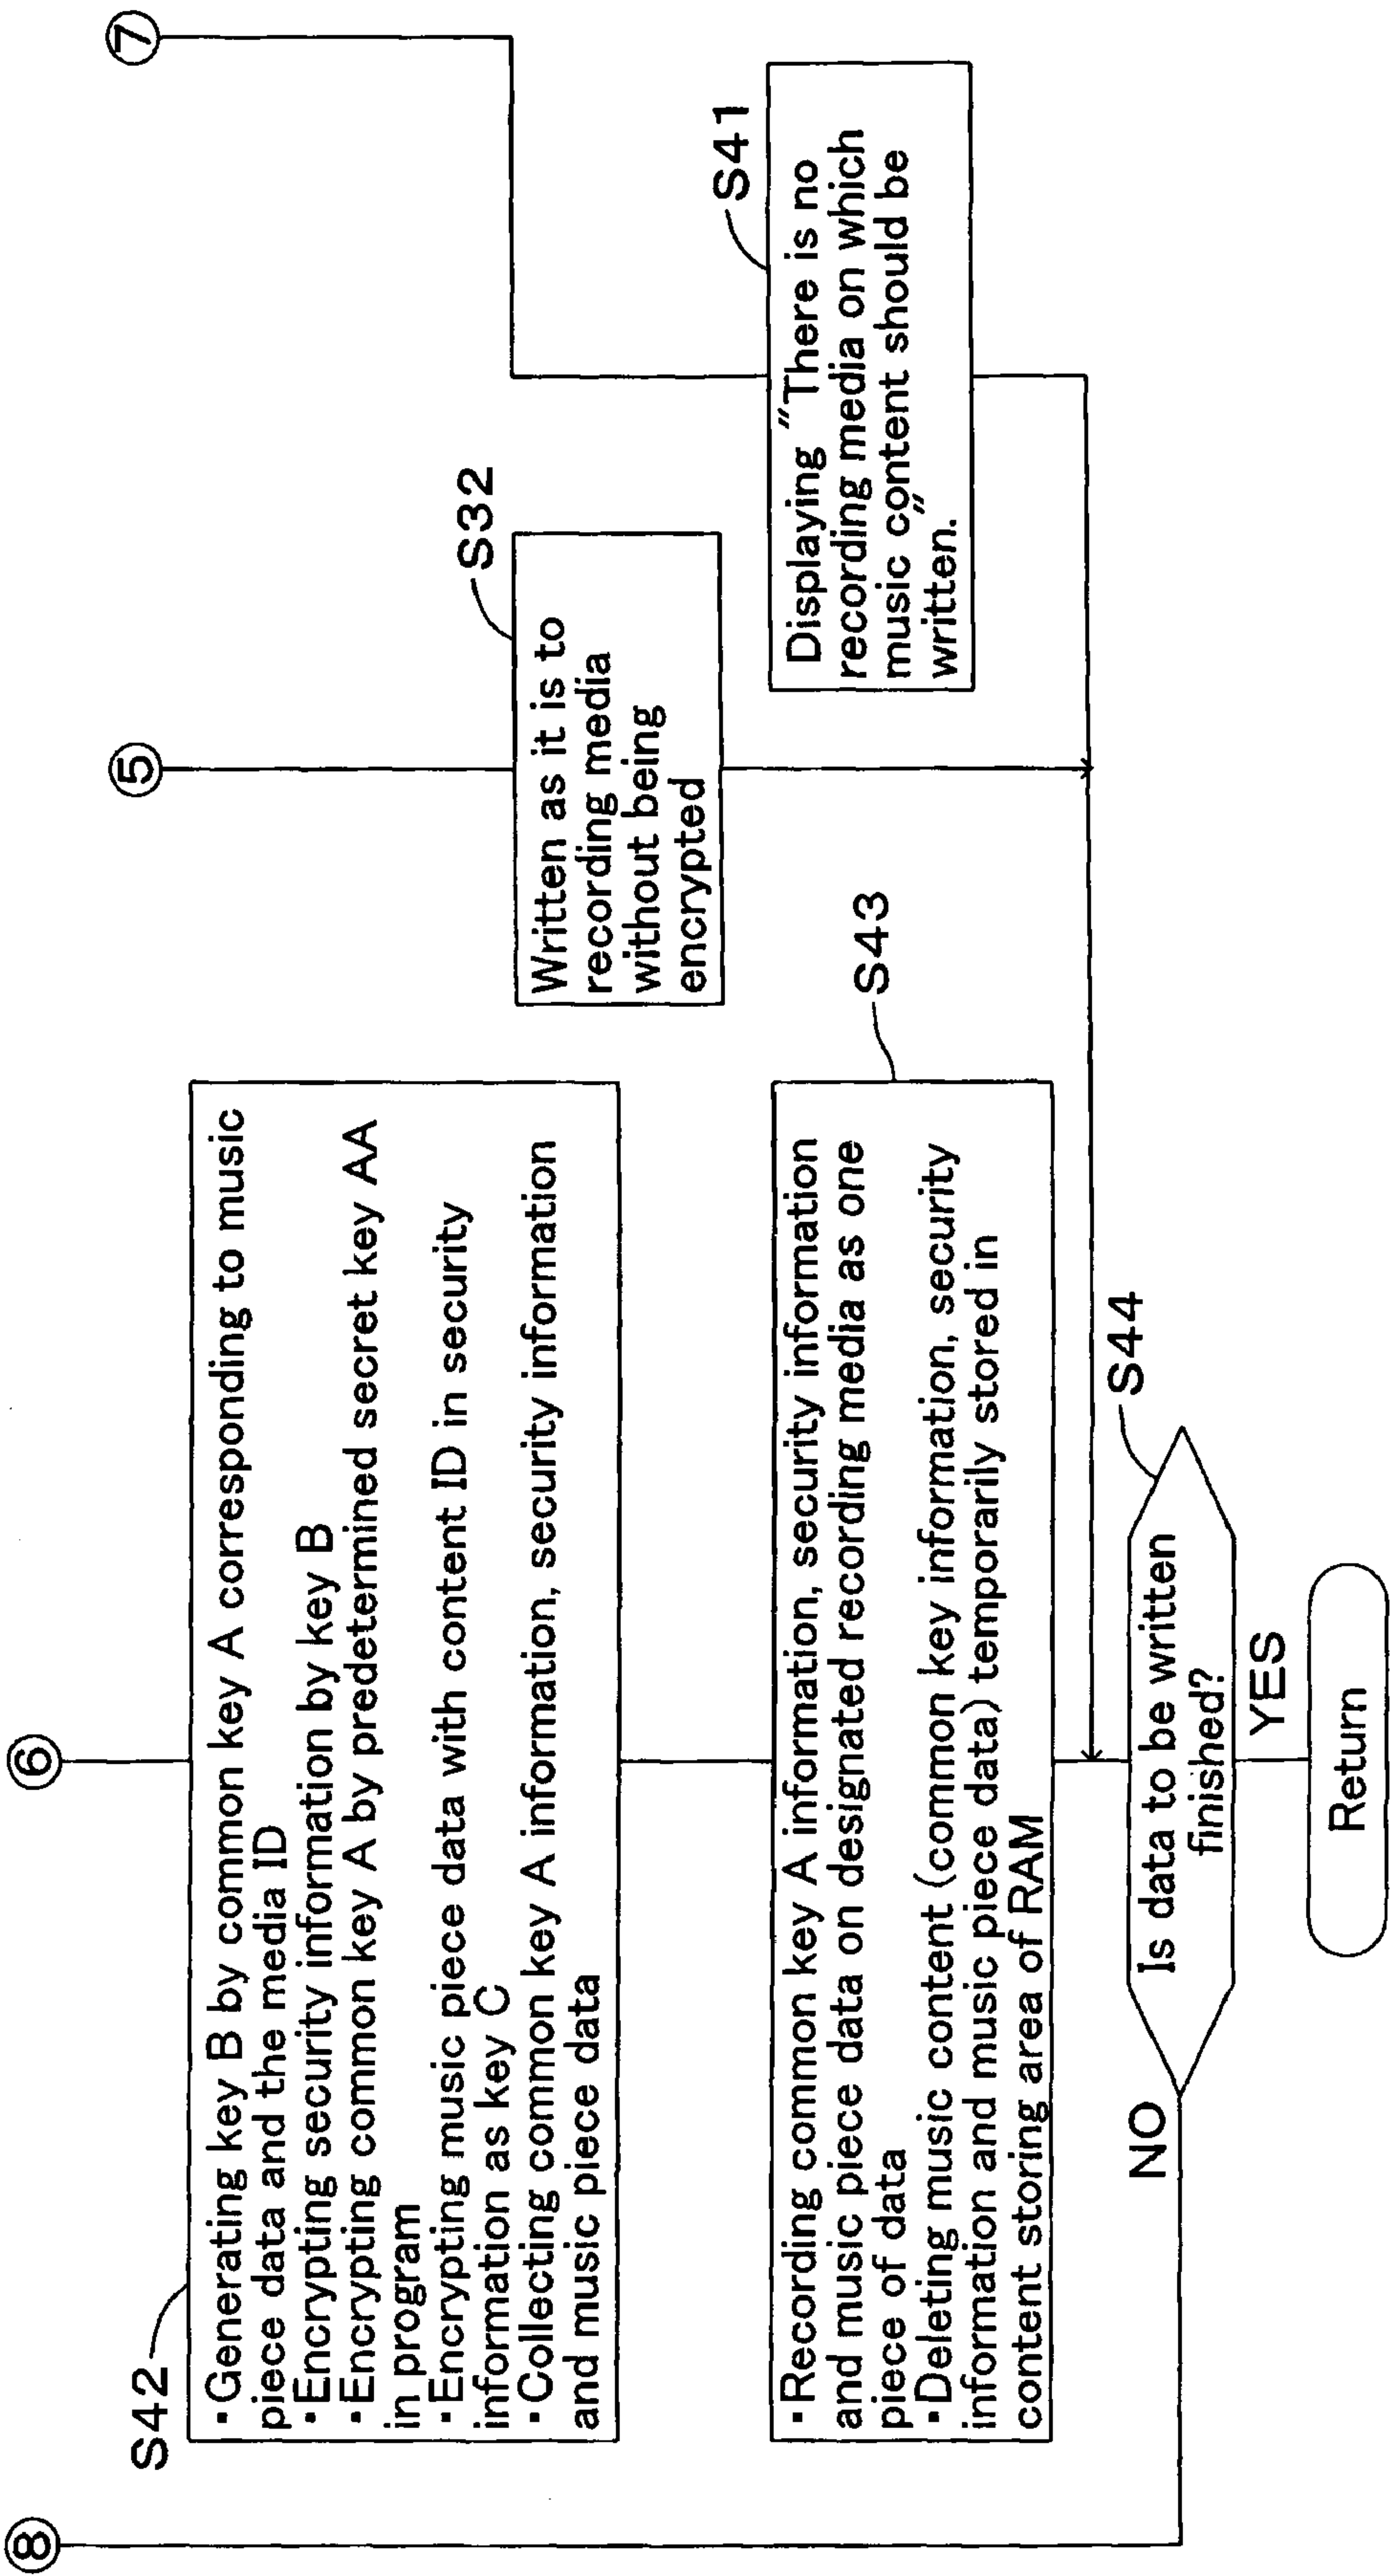 ⑧
⑥
⑤
⑦
S42
・Generating key B by common key A corresponding to music
piece data and the media ID
・Encrypting security information by key B
・Encrypting common key A by predetermined secret key AA
in program
・Encrypting music piece data with content ID in security
information as key C
・Collecting common key A information, security information
and music piece data
S32
Written as it is to
recording media
without being
encrypted
S41
Displaying "There is no
recording media on which
music content should be
written."
S43
・Recording common key A information, security information
and music piece data on designated recording media as one
piece of data
・Deleting music content (common key information, security
information and music piece data) temporarily stored in
content storing area of RAM
S44
Is data to be written
finished?
NO
YES
Return